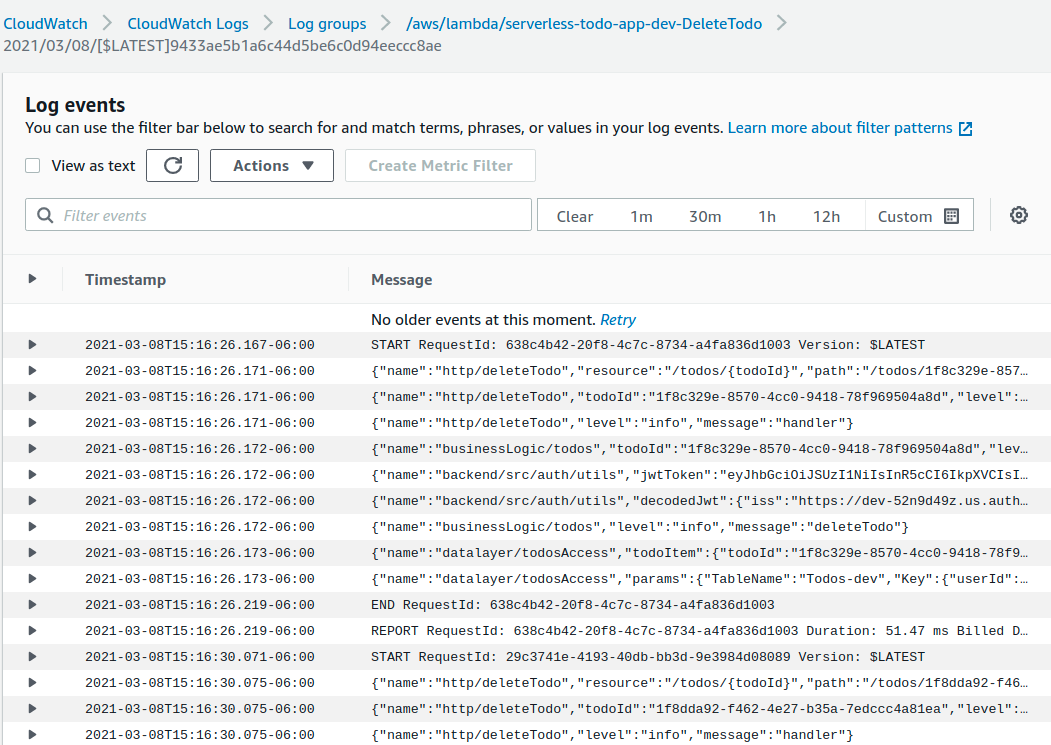 CloudWatch > CloudWatch Logs > Log groups > /aws/lambda/serverless-todo-app-dev-DeleteTodo >
2021/03/08/[$LATEST]9433ae5b1a6c44d5be6c0d94eeccc8ae
Log events
You can use the filter bar below to search for and match terms, phrases, or values in your log events. Learn more about filter patterns
View as text Actions Create Metric Filter
Filter events Clear 1m 30m 1h 12h Custom
Timestamp Message
No older events at this moment. Retry
2021-03-08T15:16:26.167-06:00 START RequestId: 638c4b42-20f8-4c7c-8734-a4fa836d1003 Version: $LATEST
2021-03-08T15:16:26.171-06:00 {"name":"http/deleteTodo","resource":"/todos/{todoId}","path":"/todos/1f8c329e-857…
2021-03-08T15:16:26.171-06:00 {"name":"http/deleteTodo","todoId":"1f8c329e-8570-4cc0-9418-78f969504a8d","level":…
2021-03-08T15:16:26.171-06:00 {"name":"http/deleteTodo","level":"info","message":"handler"}
2021-03-08T15:16:26.172-06:00 {"name":"businessLogic/todos","todoId":"1f8c329e-8570-4cc0-9418-78f969504a8d","lev…
2021-03-08T15:16:26.172-06:00 {"name":"backend/src/auth/utils","jwtToken":"eyJhbGciOiJSUzI1NiIsInR5cCI6IkpXVCIsI…
2021-03-08T15:16:26.172-06:00 {"name":"backend/src/auth/utils","decodedJwt":{"iss":"https://dev-52n9d49z.us.auth…
2021-03-08T15:16:26.172-06:00 {"name":"businessLogic/todos","level":"info","message":"deleteTodo"}
2021-03-08T15:16:26.173-06:00 {"name":"datalayer/todosAccess","todoItem":{"todoId":"1f8c329e-8570-4cc0-9418-78f9…
2021-03-08T15:16:26.173-06:00 {"name":"datalayer/todosAccess","params":{"TableName":"Todos-dev","Key":{"userId":…
2021-03-08T15:16:26.219-06:00 END RequestId: 638c4b42-20f8-4c7c-8734-a4fa836d1003
2021-03-08T15:16:26.219-06:00 REPORT RequestId: 638c4b42-20f8-4c7c-8734-a4fa836d1003 Duration: 51.47 ms Billed D…
2021-03-08T15:16:30.071-06:00 START RequestId: 29c3741e-4193-40db-bb3d-9e3984d08089 Version: $LATEST
2021-03-08T15:16:30.075-06:00 {"name":"http/deleteTodo","resource":"/todos/{todoId}","path":"/todos/1f8dda92-f46…
2021-03-08T15:16:30.075-06:00 {"name":"http/deleteTodo","todoId":"1f8dda92-f462-4e27-b35a-7edccc4a81ea","level":…
2021-03-08T15:16:30.075-06:00 {"name":"http/deleteTodo","level":"info","message":"handler"}